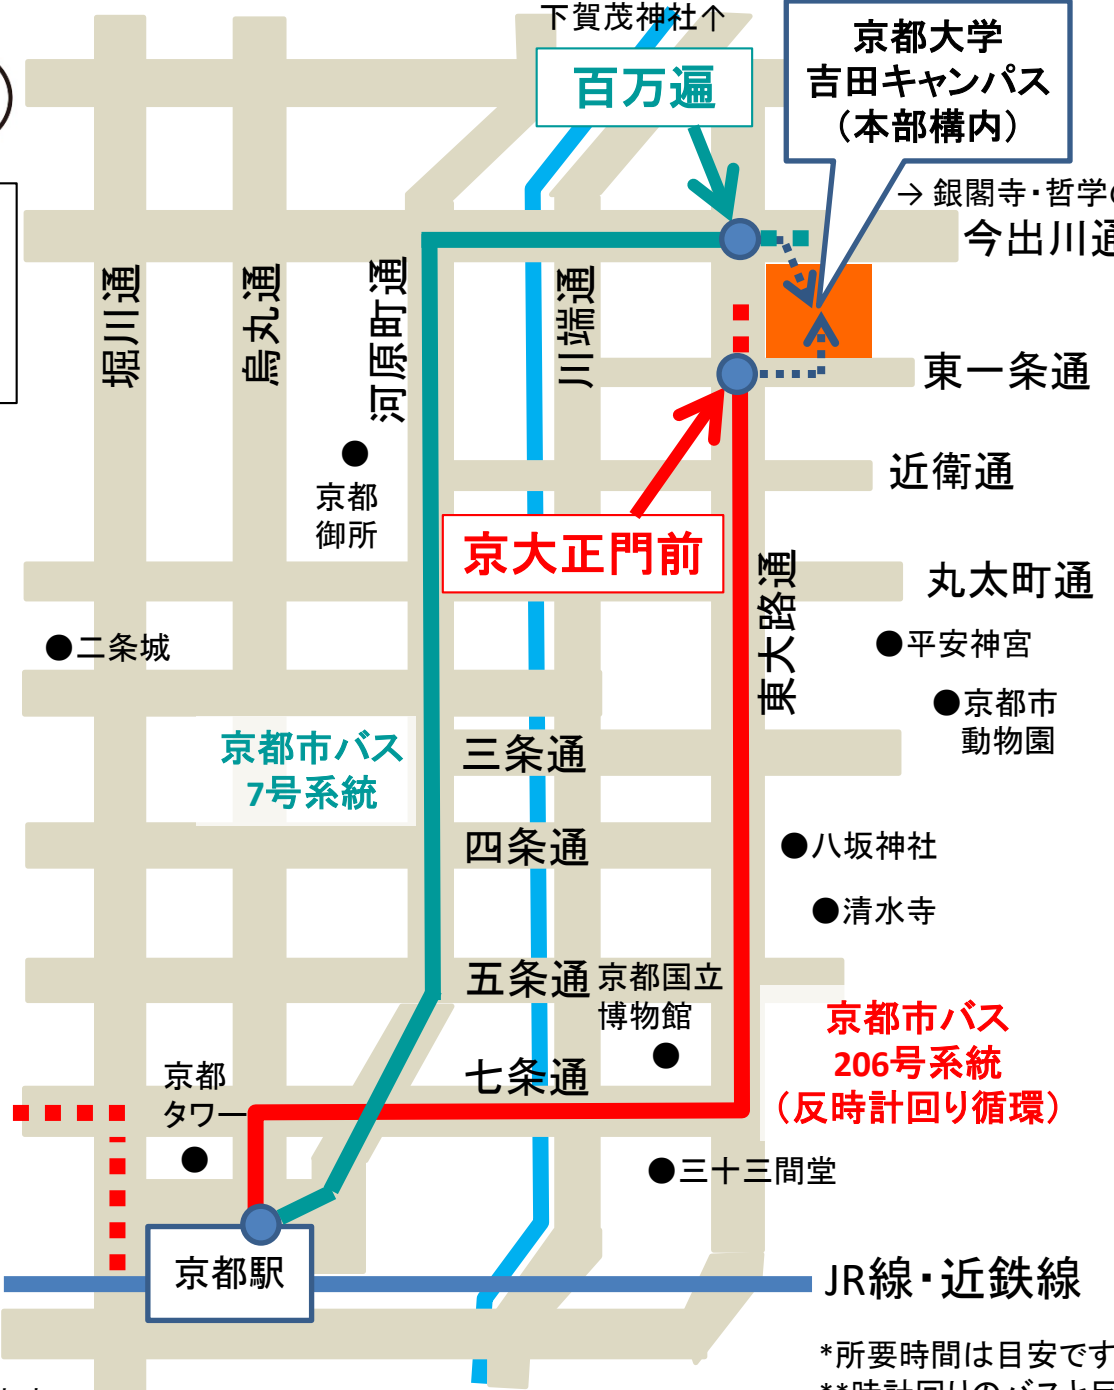 下賀茂神社↑
百万遍
京都大学
吉田キャンパス
(本部構内)
→ 銀閣寺・哲学
今出川通
堀川通
烏丸通
河原町通
川端通
東一条通
京都
御所
近衛通
京大正門前
東大路通
丸太町通
●二条城
●平安神宮
●京都市
動物園
京都市バス
7号系統
三条通
四条通
●八坂神社
●清水寺
五条通
京都国立
博物館
京都市バス
206号系統
(反時計回り循環)
七条通
京都
タワー
●三十三間堂
京都駅
JR線・近鉄線
*所要時間は目安です